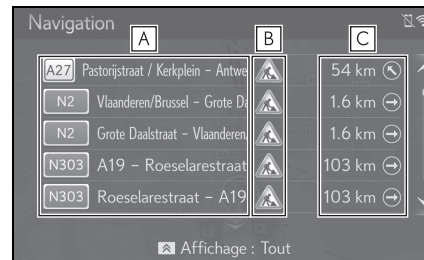 Navigation
A B C
A27 Pastorijstraat / Kerkplein – Antwe 54 km
N2 Vlaanderen/Brussel – Grote Da 1.6 km
N2 Grote Daalstraat – Vlaanderen, 1.6 km
N303 A19 – Roeselarestraat 103 km
N303 Roeselarestraat – A19 103 km
Affichage : Tout